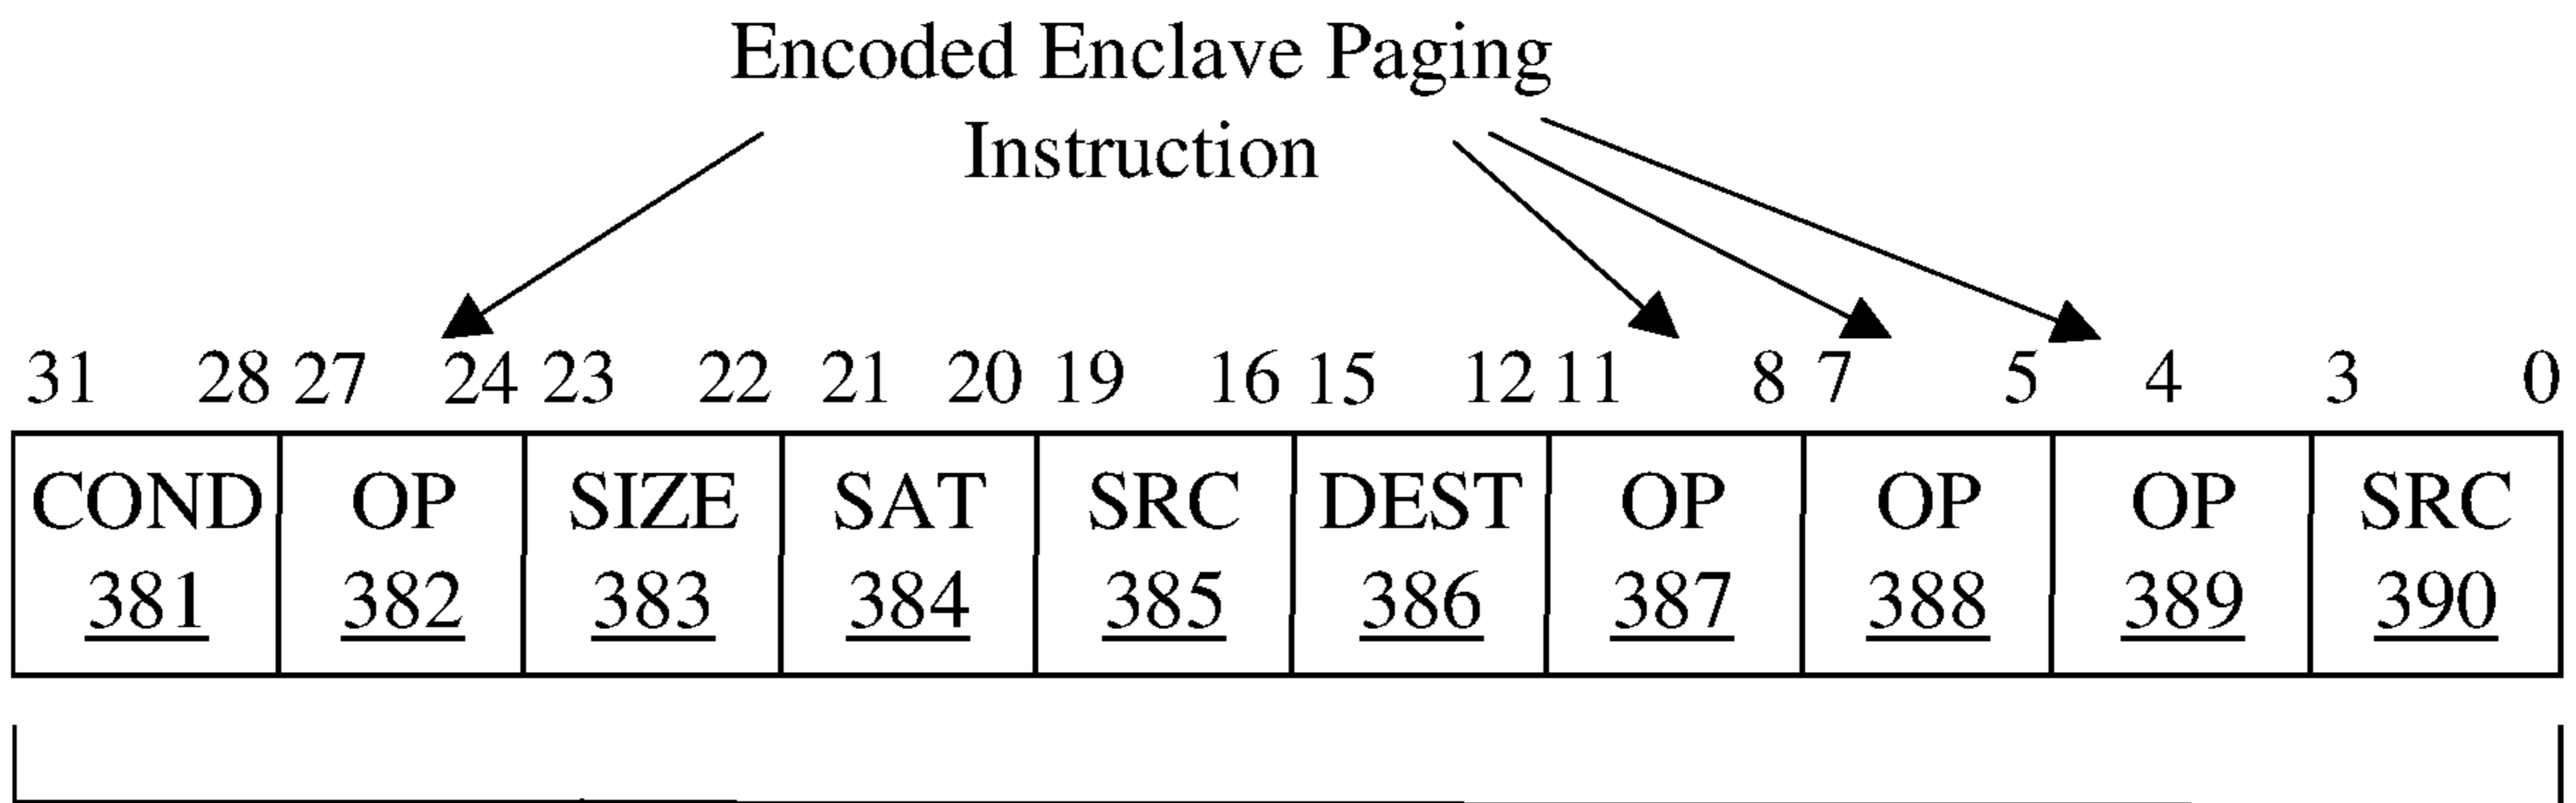 Encoded Enclave Paging
Instruction
31 28 27 24 23 22 21 20 19 16 15 12 11 8 7 5 4 3 0
COND OP SIZE SAT SRC DEST OP OP OP SRC
381 382 383 384 385 386 387 388 389 390